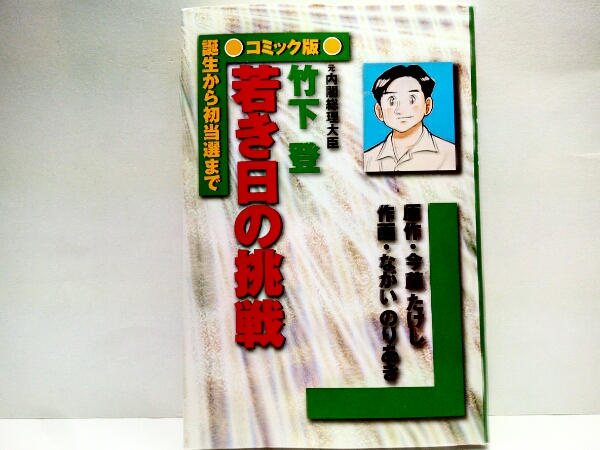 コミック版
誕生から初当選まで
元内閣総理大臣
竹下 登
若き日の挑戦
原作・今藤 たけし
作画・ながい のりあき